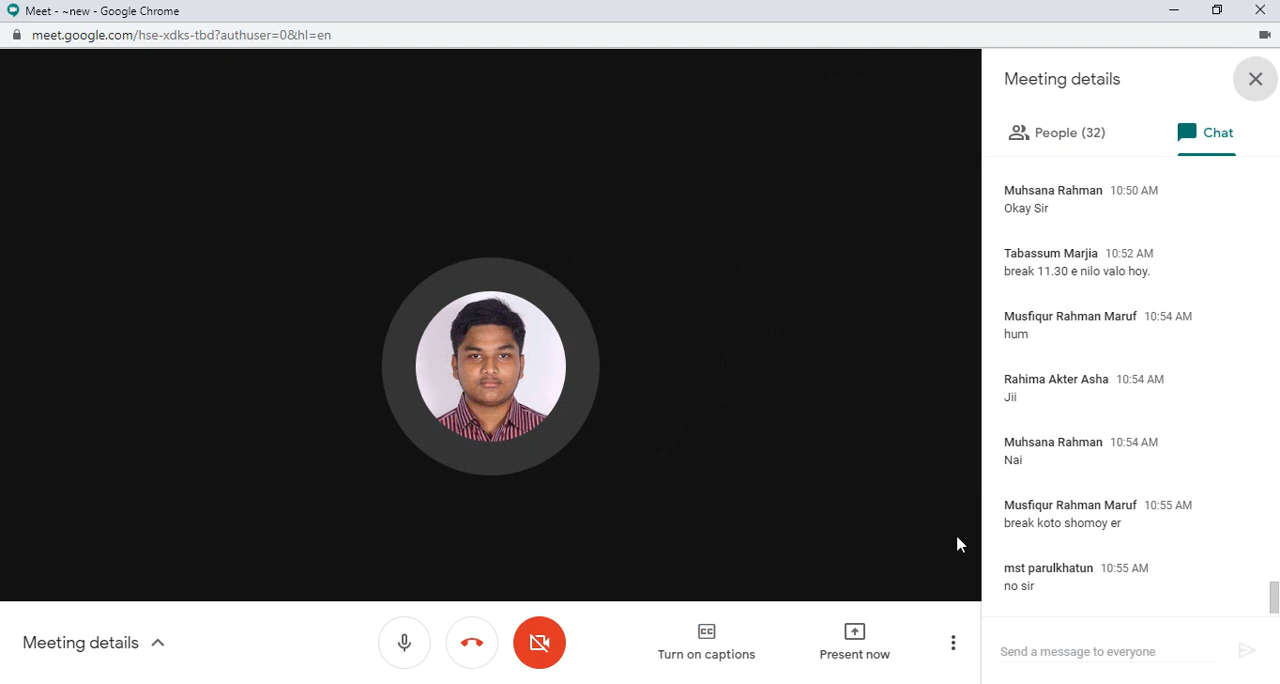 Meet - ~new - Google Chrome
meet.google.com/hse-xdks-tbd?authuser=0&hl=en
Meeting details
People (32)
Chat
Muhsana Rahman 10:50 AM
Okay Sir
Tabassum Marjia 10:52 AM
break 11.30 e nilo valo hoy.
Musfiqur Rahman Maruf 10:54 AM
hum
Rahima Akter Asha 10:54 AM
Jii
Muhsana Rahman 10:54 AM
Nai
Musfiqur Rahman Maruf 10:55 AM
break koto shomoy er
mst parulkhatun 10:55 AM
no sir
Send a message to everyone
Meeting details
CC
Turn on captions
Present now